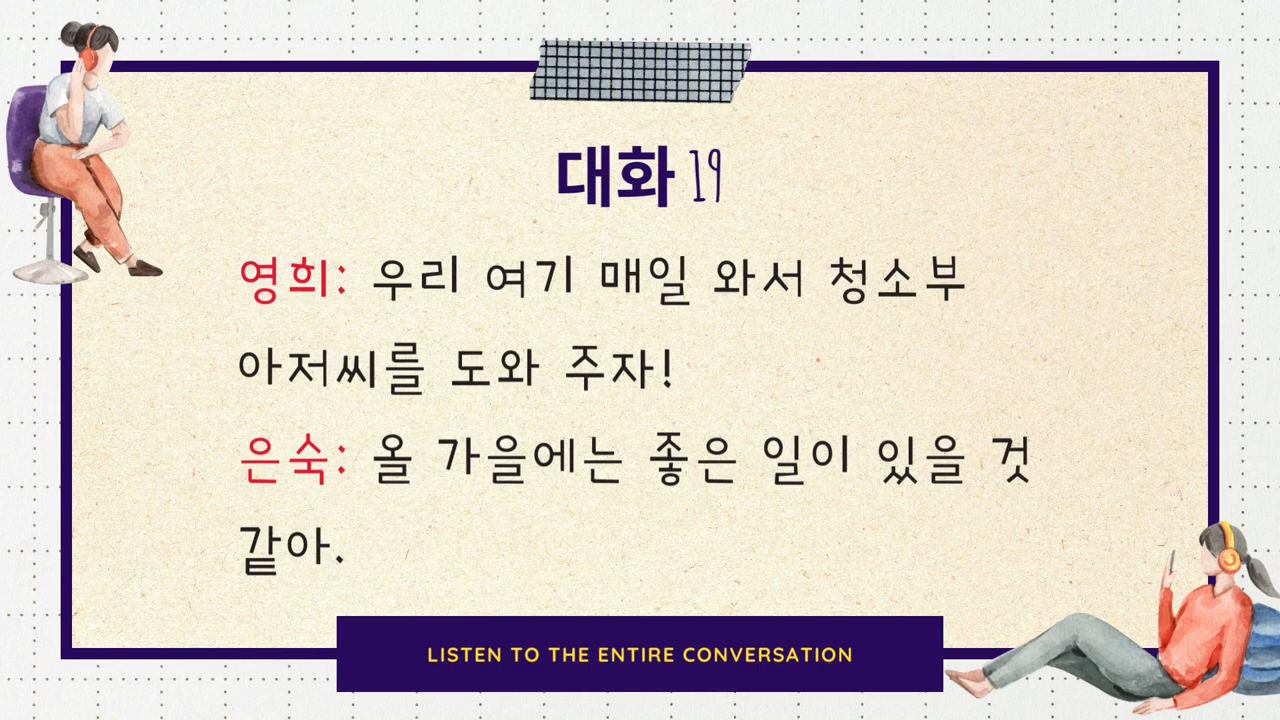 대화 19
영희: 우리 여기 매일 와서 청소부
아저씨를 도와 주자!
은숙: 올 가을에는 좋은 일이 있을 것
같아.
LISTEN TO THE ENTIRE CONVERSATION